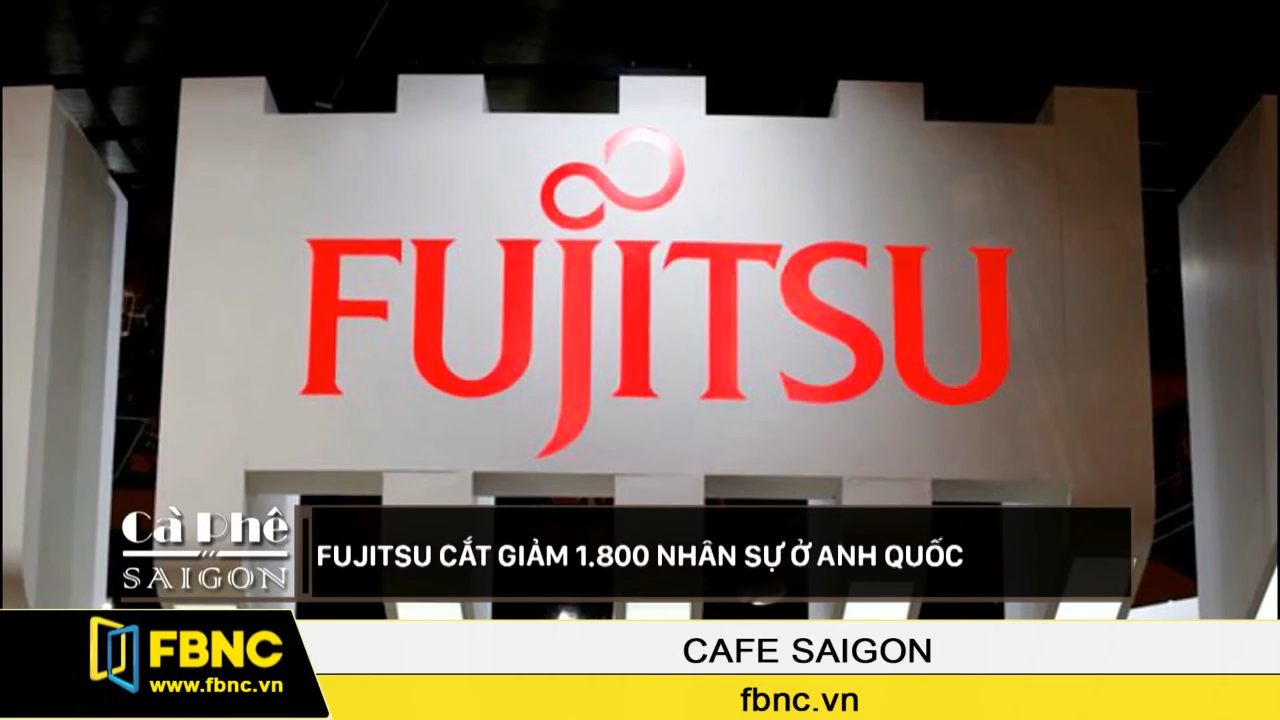 FUJITSU
Cà Phê
SAIGON
FUJITSU CẮT GIẢM 1.800 NHÂN SỰ Ở ANH QUỐC
FBNC
www.fbnc.vn
CAFE SAIGON
fbnc.vn